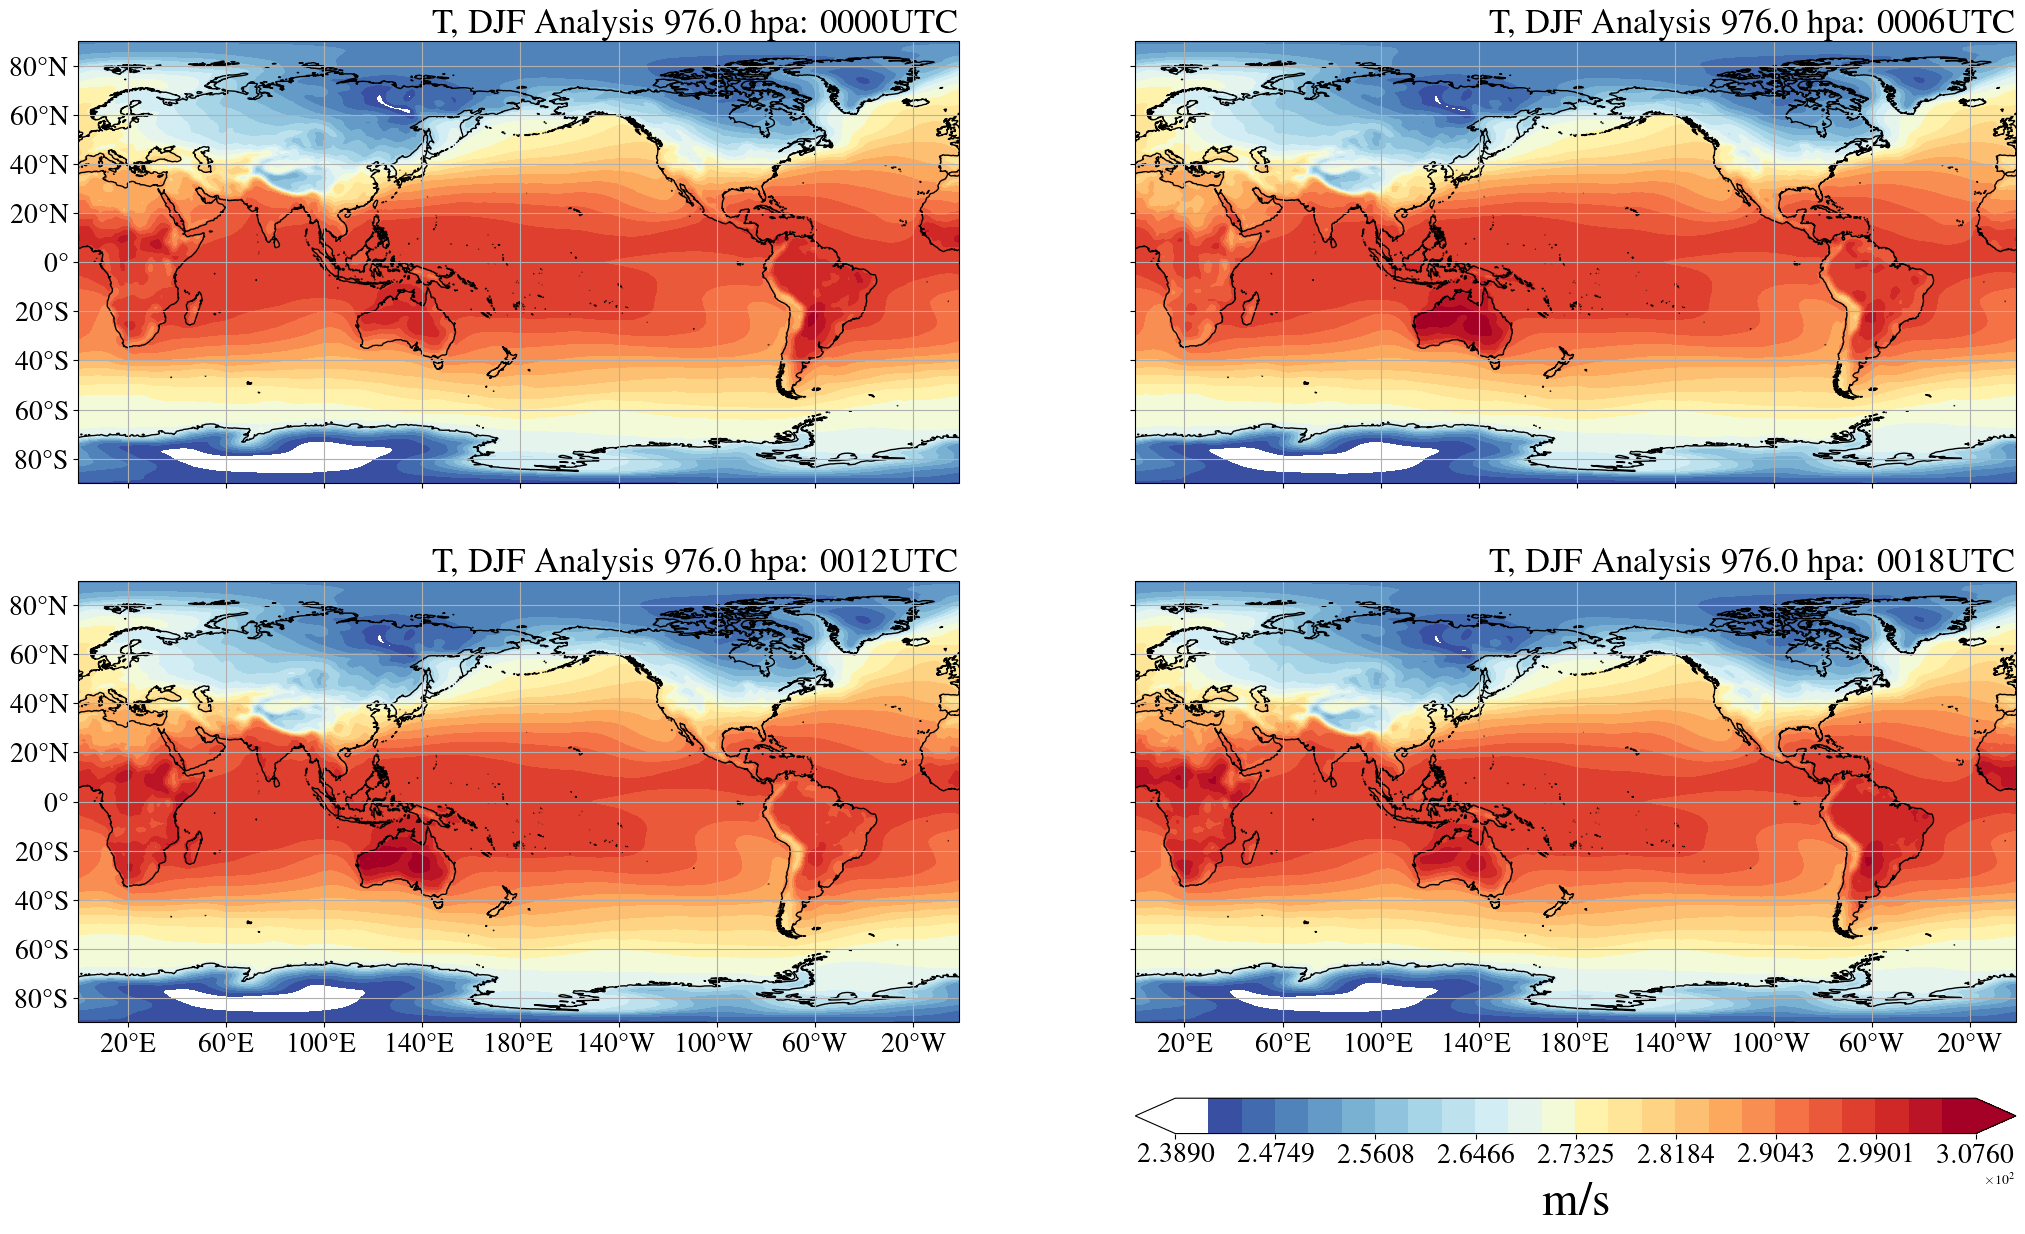 T, DJF Analysis 976.0 hpa: 0000UTC
T, DJF Analysis 976.0 hpa: 0006UTC
80°N
60°N
40°N
20°N
0°
20°S
40°S
60°S
80°S
T, DJF Analysis 976.0 hpa: 0012UTC
T, DJF Analysis 976.0 hpa: 0018UTC
80°N
60°N
40°N
20°N
0°
20°S
40°S
60°S
80°S
20°E 60°E 100°E 140°E 180°E 140°W 100°W 60°W 20°W
20°E 60°E 100°E 140°E 180°E 140°W 100°W 60°W 20°W
2.3890 2.4749 2.5608 2.6466 2.7325 2.8184 2.9043 2.9901 3.0760
×10²
m/s